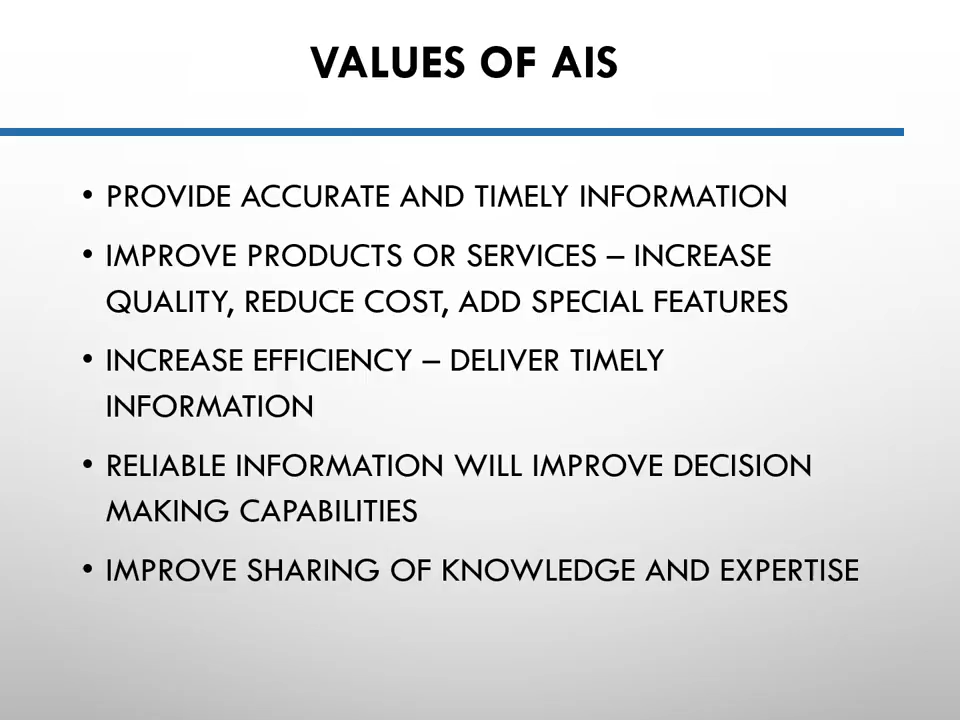 VALUES OF AIS
• PROVIDE ACCURATE AND TIMELY INFORMATION
• IMPROVE PRODUCTS OR SERVICES – INCREASE
QUALITY, REDUCE COST, ADD SPECIAL FEATURES
• INCREASE EFFICIENCY – DELIVER TIMELY
INFORMATION
• RELIABLE INFORMATION WILL IMPROVE DECISION
MAKING CAPABILITIES
• IMPROVE SHARING OF KNOWLEDGE AND EXPERTISE